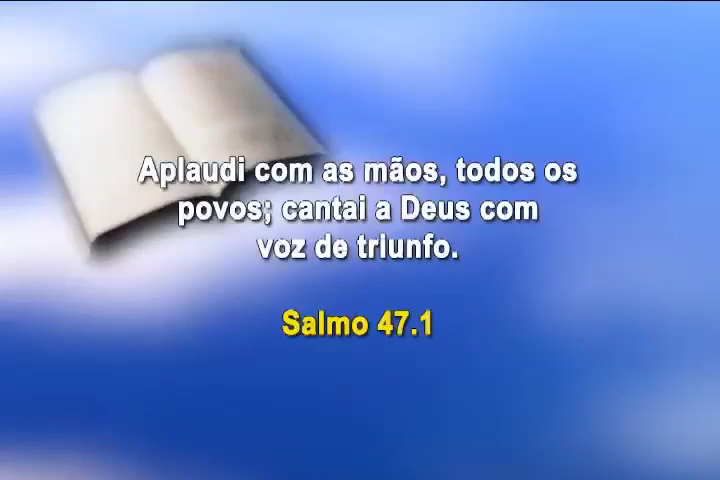 Aplaudi com as mãos, todos os
povos; cantai a Deus com
voz de triunfo.
Salmo 47.1